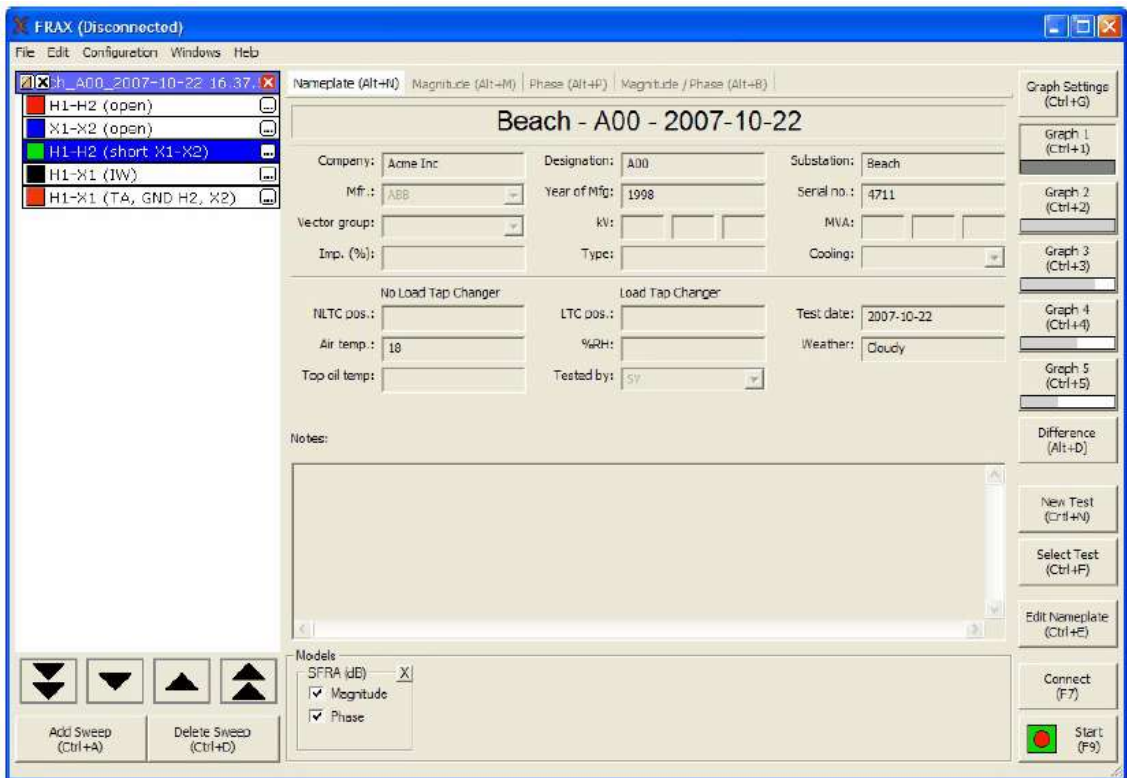 FRAX (Disconnected)
File Edit Configuration Windows Help
ch_A00_2007-10-22 16.37.
H1-H2 (open)
X1-X2 (open)
H1-H2 (short X1-X2)
H1-X1 (IW)
H1-X1 (TA, GND H2, X2)
Nameplate (Alt+N) Magnitude (Alt+M) Phase (Alt+P) Magnitude / Phase (Alt+B)
Beach - A00 - 2007-10-22
Company: Acme Inc Designation: A00 Substation: Beach
Mfr.: ABB Year of Mfg: 1998 Serial no.: 4711
Vector group: kV: MVA:
Imp. (%): Type: Cooling:
No Load Tap Changer Load Tap Changer
NLTC pos.: LTC pos.: Test date: 2007-10-22
Air temp.: 18 %RH: Weather: Cloudy
Top oil temp: Tested by: SV
Notes:
Models
SFRA (dB) X
Magnitude
Phase
Add Sweep
(Ctrl+A)
Delete Sweep
(Ctrl+D)
Graph Settings
(Ctrl+G)
Graph 1
(Ctrl+1)
Graph 2
(Ctrl+2)
Graph 3
(Ctrl+3)
Graph 4
(Ctrl+4)
Graph 5
(Ctrl+5)
Difference
(Alt+D)
New Test
(Crtl+N)
Select Test
(Ctrl+F)
Edit Nameplate
(Ctrl+E)
Connect
(F7)
Start
(F9)